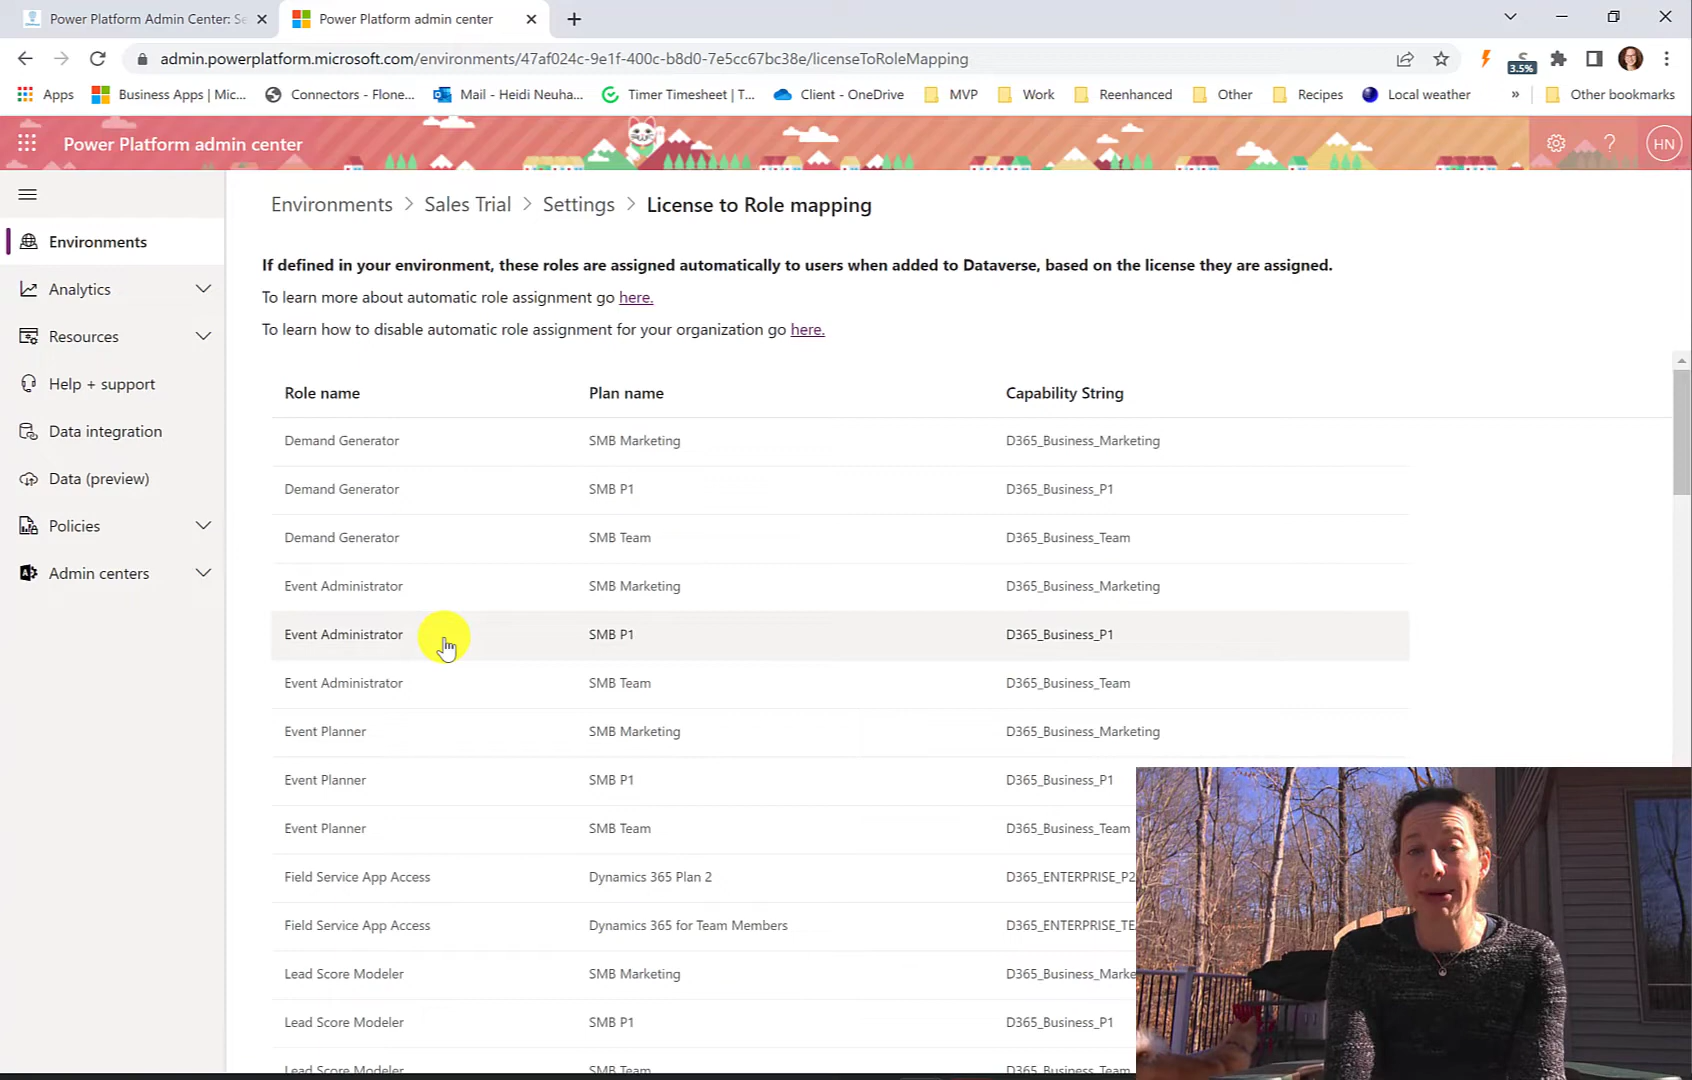 Power Platform Admin Center: Se
Power Platform admin center
admin.powerplatform.microsoft.com/environments/47af024c-9e1f-400c-b8d0-7e5cc67bc38e/licenseToRoleMapping
3.5%
Apps
Business Apps | Mic...
Connectors - Flone...
Mail - Heidi Neuha...
Timer Timesheet | T...
Client - OneDrive
MVP
Work
Reenhanced
Other
Recipes
Local weather
»
Other bookmarks
Power Platform admin center
?
HN
Environments > Sales Trial > Settings > License to Role mapping
Environments
Analytics
Resources
Help + support
Data integration
Data (preview)
Policies
Admin centers
If defined in your environment, these roles are assigned automatically to users when added to Dataverse, based on the license they are assigned.
To learn more about automatic role assignment go here.
To learn how to disable automatic role assignment for your organization go here.
Role name Plan name Capability String
Demand Generator SMB Marketing D365_Business_Marketing
Demand Generator SMB P1 D365_Business_P1
Demand Generator SMB Team D365_Business_Team
Event Administrator SMB Marketing D365_Business_Marketing
Event Administrator SMB P1 D365_Business_P1
Event Administrator SMB Team D365_Business_Team
Event Planner SMB Marketing D365_Business_Marketing
Event Planner SMB P1 D365_Business_P1
Event Planner SMB Team D365_Business_Team
Field Service App Access Dynamics 365 Plan 2 D365_ENTERPRISE_P2
Field Service App Access Dynamics 365 for Team Members D365_ENTERPRISE_TE
Lead Score Modeler SMB Marketing D365_Business_Marke
Lead Score Modeler SMB P1 D365_Business_P1
Lead Score Modeler SMB Team D365_Business_Team